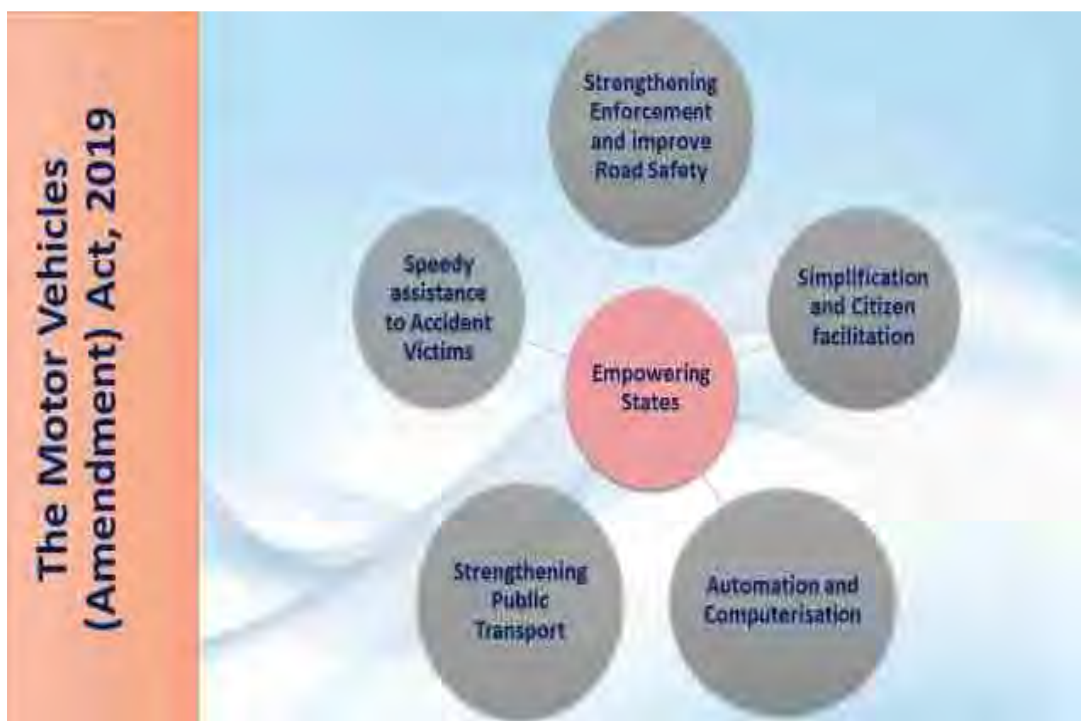 The Motor Vehicles
(Amendment) Act, 2019
Strengthening
Enforcement
and improve
Road Safety
Speedy
assistance
to Accident
Victims
Simplification
and Citizen
facilitation
Empowering
States
Strengthening
Public
Transport
Automation and
Computerisation